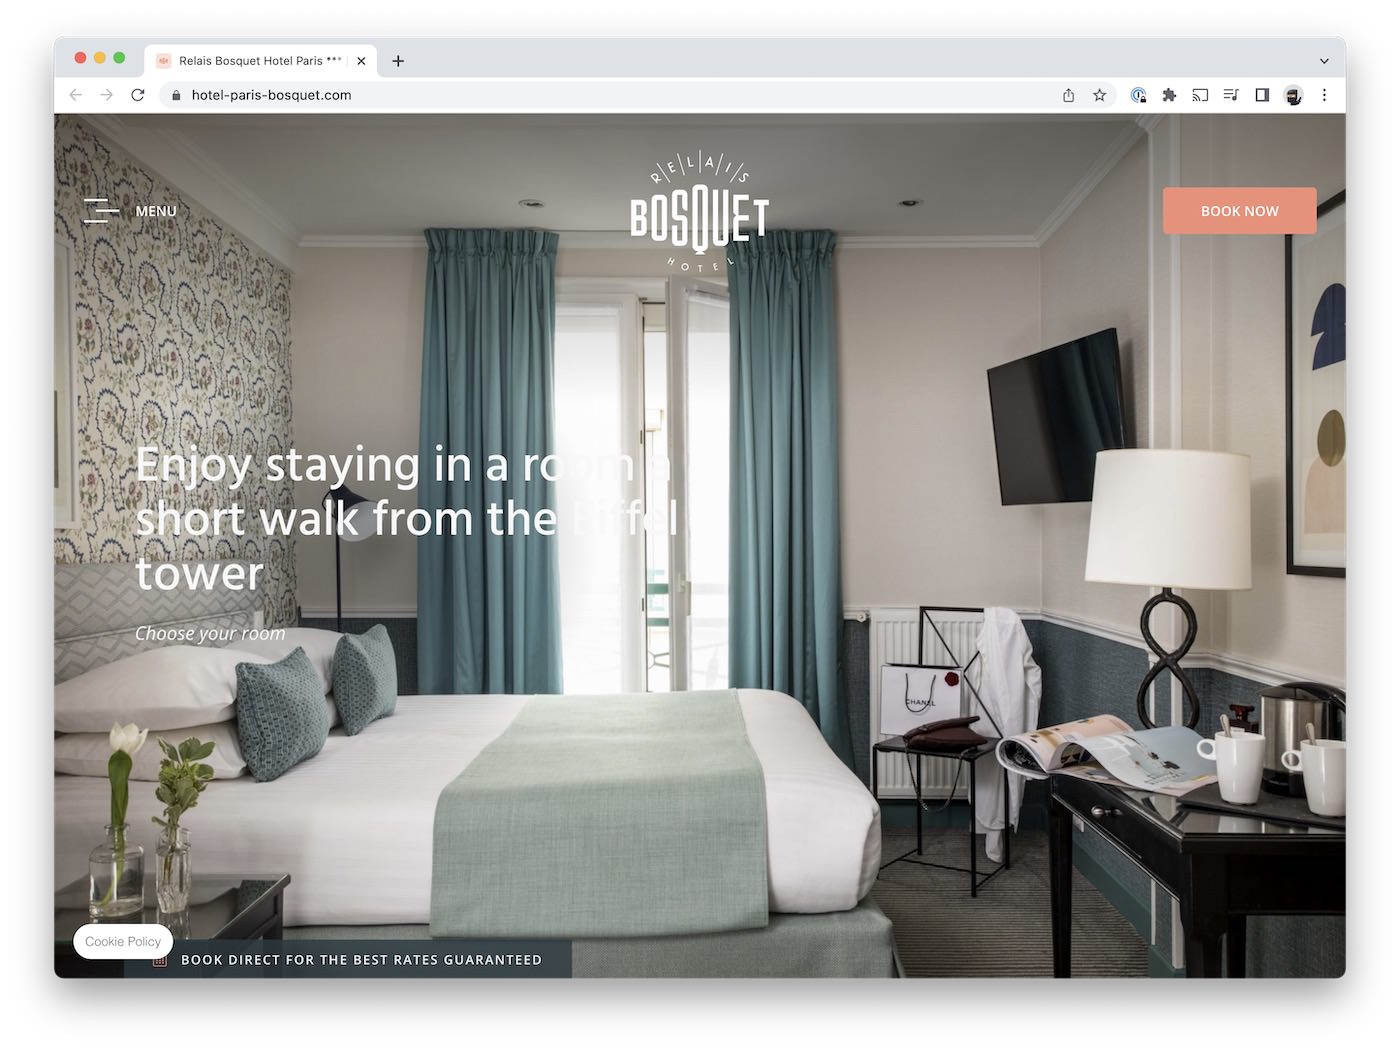 Relais Bosquet Hotel Paris ***
hotel-paris-bosquet.com
MENU
RELAIS
BOSQUET
HOTEL
BOOK NOW
Enjoy staying in a room a
short walk from the Eiffel
tower
Choose your room
CHANEL
Cookie Policy
BOOK DIRECT FOR THE BEST RATES GUARANTEED